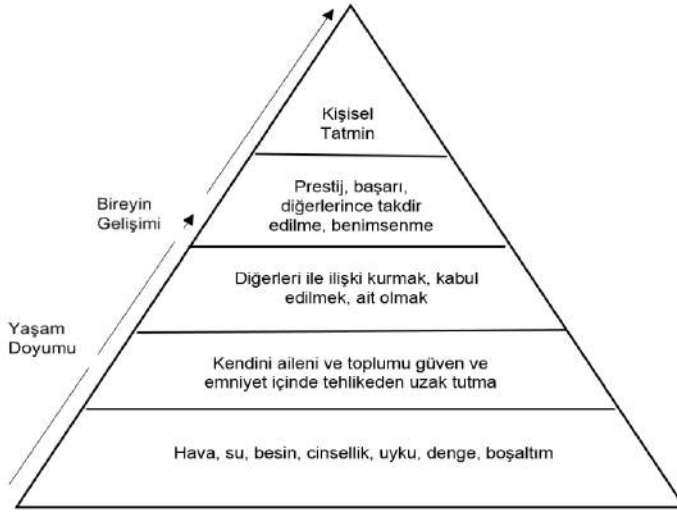 Kişisel
Tatmin
Prestij, başarı,
diğerlerince takdir
edilme, benimsenme
Bireyin
Gelişimi
Diğerleri ile ilişki kurmak, kabul
edilmek, ait olmak
Yaşam
Doyumu
Kendini aileni ve toplumu güven ve
emniyet içinde tehlikeden uzak tutma
Hava, su, besin, cinsellik, uyku, denge, boşaltım